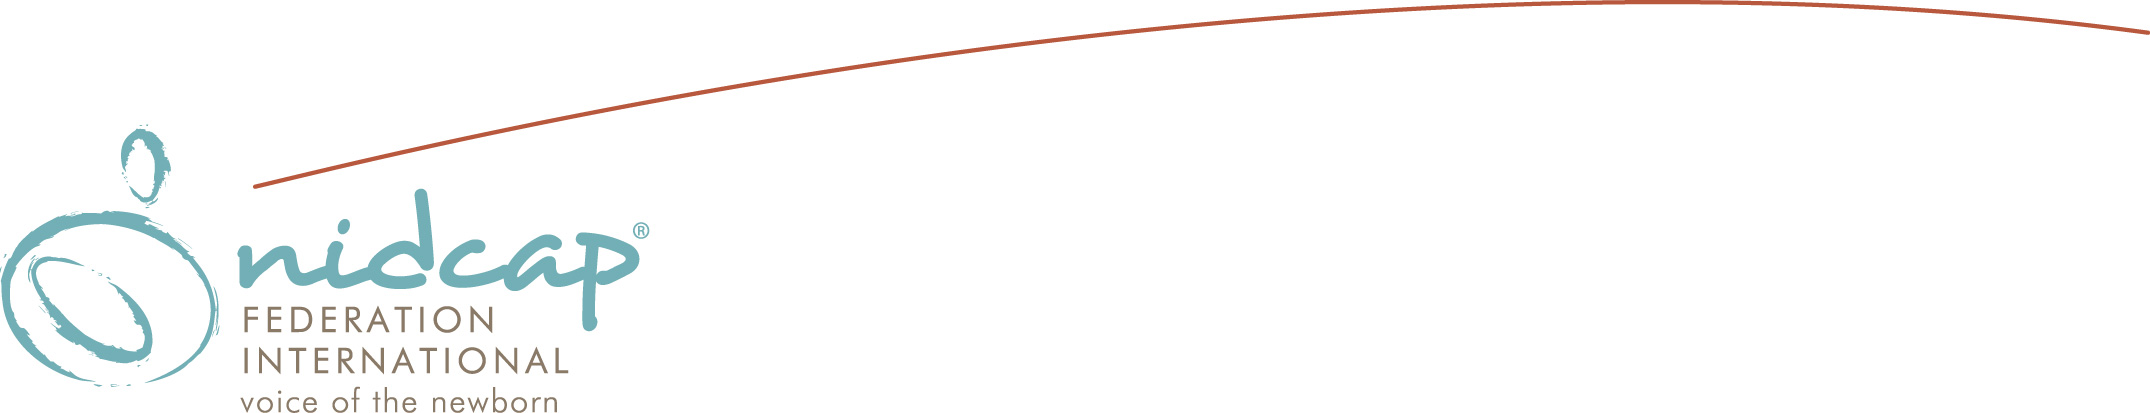 nidcap®
FEDERATION
INTERNATIONAL
voice of the newborn